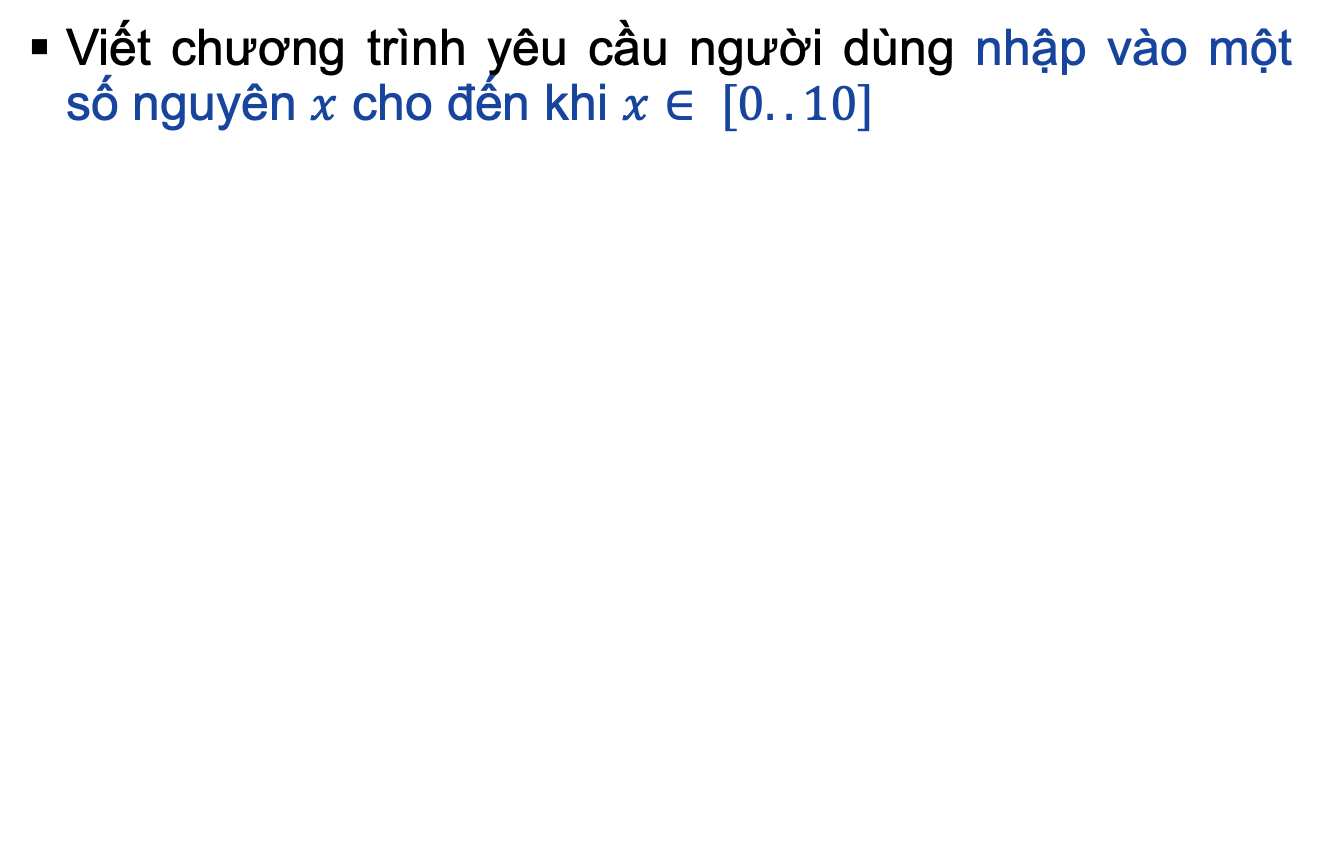 ▪ Viết chương trình yêu cầu người dùng nhập vào một
số nguyên x cho đến khi x ∈ [0..10]